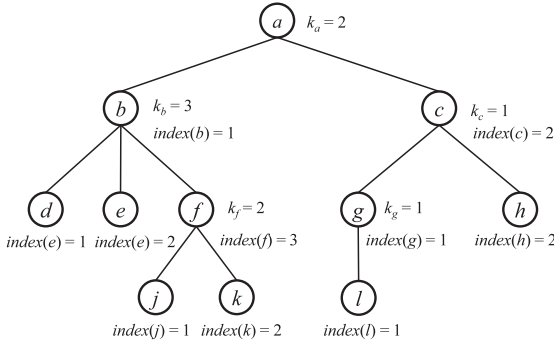 a k_a = 2
b k_b = 3
index(b) = 1
c k_c = 1
index(c) = 2
d e f k_f = 2
g k_g = 1
h
index(e) = 1 index(e) = 2 index(f) = 3 index(g) = 1 index(h) = 2
j k l
index(j) = 1 index(k) = 2 index(l) = 1